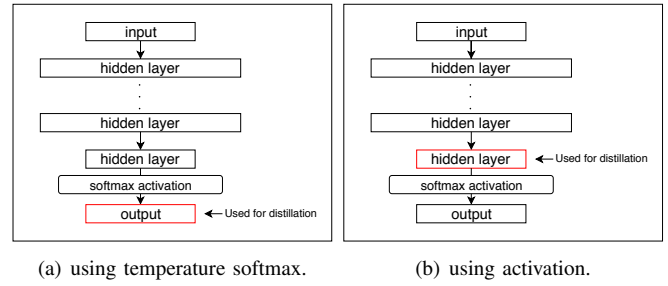 input
hidden layer
.
.
.
hidden layer
hidden layer
softmax activation
output
Used for distillation
(a) using temperature softmax.
input
hidden layer
.
.
.
hidden layer
hidden layer
Used for distillation
softmax activation
output
(b) using activation.